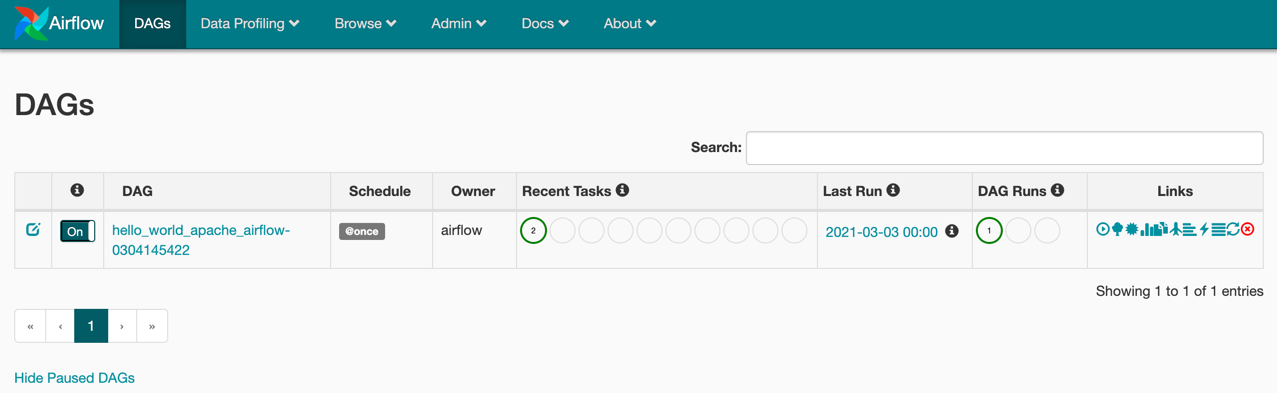 Airflow DAGs Data Profiling Browse Admin Docs About
DAGs
Search:
DAG Schedule Owner Recent Tasks Last Run DAG Runs Links
On hello_world_apache_airflow- @once airflow 2 2021-03-03 00:00 1
0304145422
Showing 1 to 1 of 1 entries
« ‹ 1 › »
Hide Paused DAGs